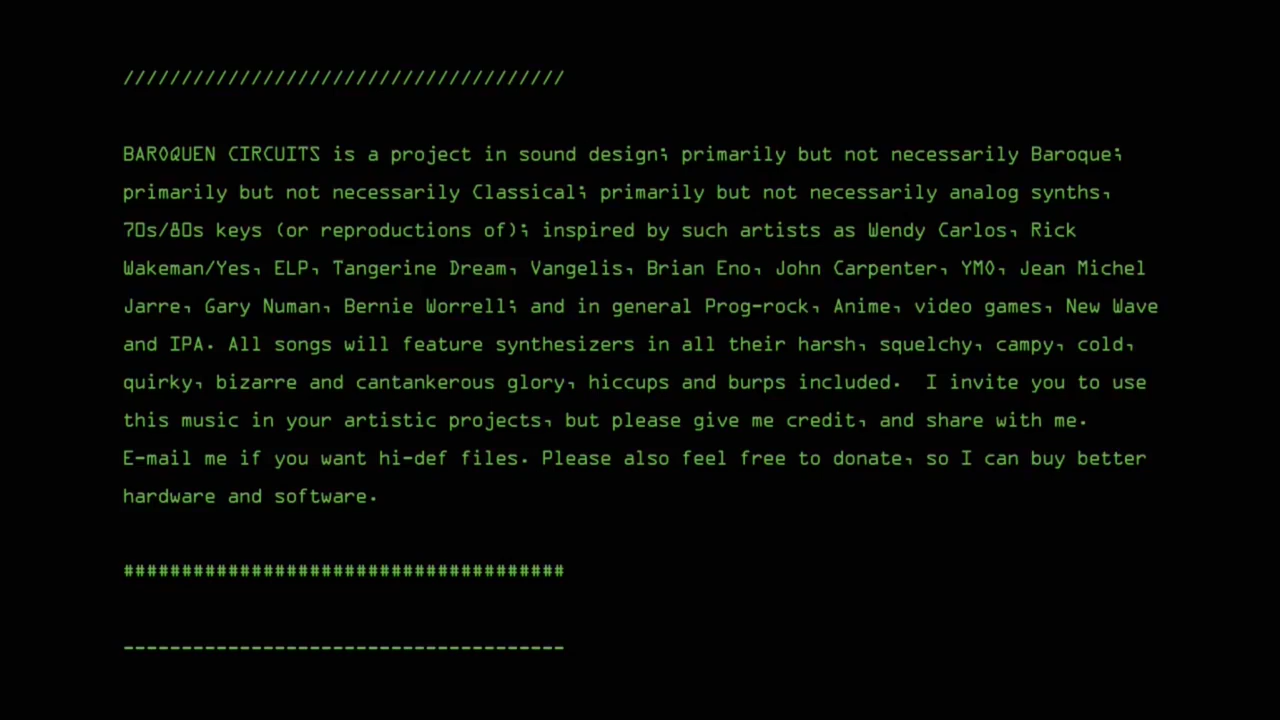 //////////////////////////////////////
BAROQUEN CIRCUITS is a project in sound design; primarily but not necessarily Baroque;
primarily but not necessarily Classical; primarily but not necessarily analog synths,
70s/80s keys (or reproductions of); inspired by such artists as Wendy Carlos, Rick
Wakeman/Yes, ELP, Tangerine Dream, Vangelis, Brian Eno, John Carpenter, YMO, Jean Michel
Jarre, Gary Numan, Bernie Worrell; and in general Prog-rock, Anime, video games, New Wave
and IPA. All songs will feature synthesizers in all their harsh, squelchy, campy, cold,
quirky, bizarre and cantankerous glory, hiccups and burps included.  I invite you to use
this music in your artistic projects, but please give me credit, and share with me.
E-mail me if you want hi-def files. Please also feel free to donate, so I can buy better
hardware and software.
######################################
--------------------------------------